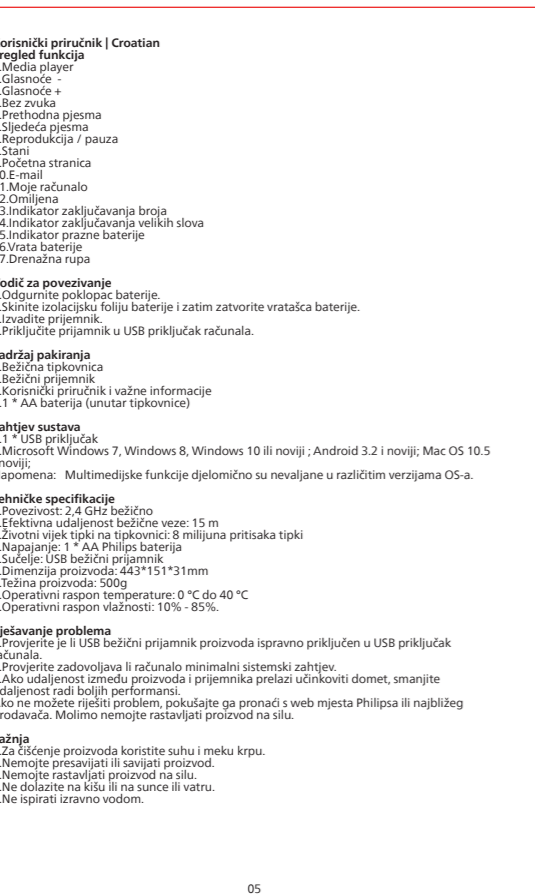 orisnički priručnik | Croatian
regled funkcija
.Media player
.Glasnoće -
.Glasnoće +
.Bez zvuka
.Prethodna pjesma
.Sljedeća pjesma
.Reprodukcija / pauza
.Stani
.Početna stranica
0.E-mail
1.Moje računalo
2.Omiljena
3.Indikator zaključavanja broja
4.Indikator zaključavanja velikih slova
5.Indikator prazne baterije
6.Vrata baterije
7.Drenažna rupa
odič za povezivanje
.Odgurnite poklopac baterije.
.Skinite izolacijsku foliju baterije i zatim zatvorite vratašca baterije.
.Izvadite prijemnik.
.Priključite prijamnik u USB priključak računala.
adržaj pakiranja
.Bežična tipkovnica
.Bežični prijemnik
.Korisnički priručnik i važne informacije
.1 * AA baterija (unutar tipkovnice)
ahtjev sustava
.1 * USB priključak
.Microsoft Windows 7, Windows 8, Windows 10 ili noviji ; Android 3.2 i noviji; Mac OS 10.5
noviji;
apomena: Multimedijske funkcije djelomično su nevaljane u različitim verzijama OS-a.
ehničke specifikacije
.Povezivost: 2,4 GHz bežično
.Efektivna udaljenost bežične veze: 15 m
.Životni vijek tipki na tipkovnici: 8 milijuna pritisaka tipki
.Napajanje: 1 * AA Philips baterija
.Sučelje: USB bežični prijamnik
.Dimenzija proizvoda: 443*151*31mm
.Težina proizvoda: 500g
.Operativni raspon temperature: 0 °C do 40 °C
.Operativni raspon vlažnosti: 10% - 85%.
ješavanje problema
.Provjerite je li USB bežični prijamnik proizvoda ispravno priključen u USB priključak
ačunala.
.Provjerite zadovoljava li računalo minimalni sistemski zahtjev.
.Ako udaljenost između proizvoda i prijemnika prelazi učinkoviti domet, smanjite
daljenost radi boljih performansi.
ko ne možete riješiti problem, pokušajte ga pronaći s web mjesta Philipsa ili najbližeg
rodavača. Molimo nemojte rastavljati proizvod na silu.
ažnja
.Za čišćenje proizvoda koristite suhu i meku krpu.
.Nemojte presavijati ili savijati proizvod.
.Nemojte rastavljati proizvod na silu.
.Ne dolazite na kišu ili na sunce ili vatru.
.Ne ispirati izravno vodom.
05